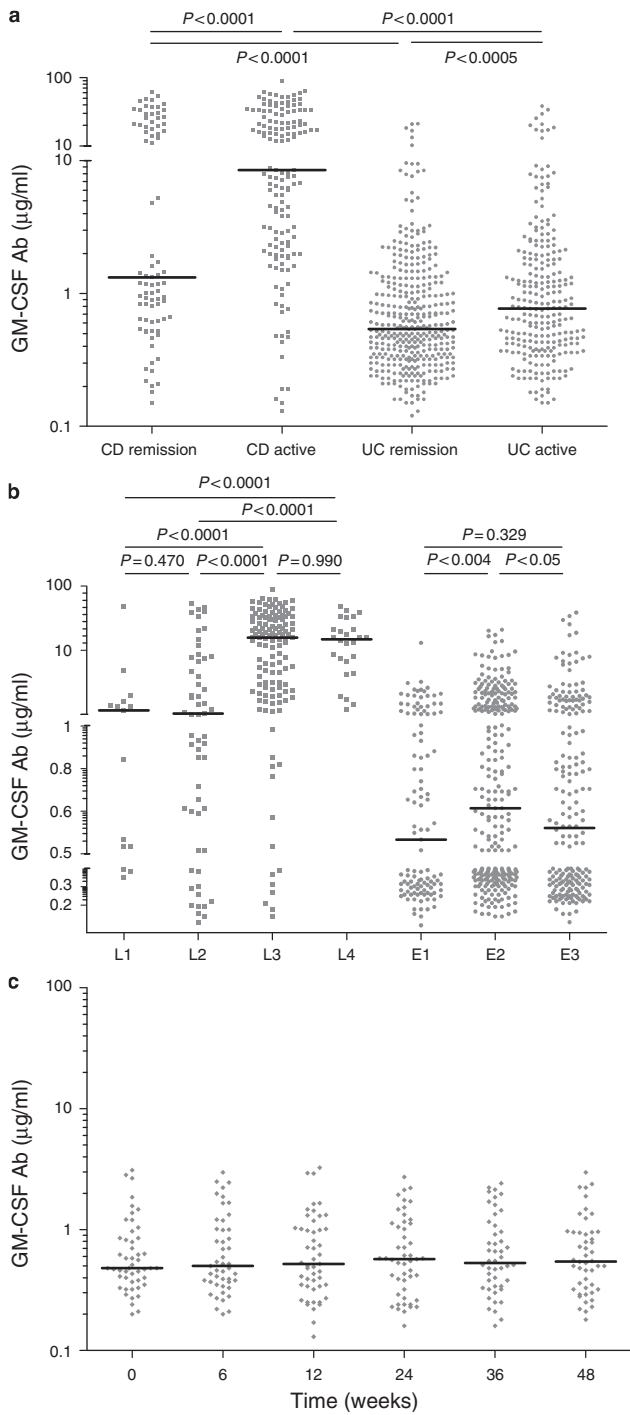 a
P<0.0001 P<0.0001
P<0.0001 P<0.0005
100
10
10
1
0.1
GM-CSF Ab (µg/ml)
CD remission CD active UC remission UC active
b
P<0.0001
P<0.0001
P<0.0001 P=0.329
P=0.470 P<0.0001 P=0.990 P<0.004 P<0.05
100
10
1
0.8
0.6
0.5
0.3
0.2
GM-CSF Ab (µg/ml)
L1 L2 L3 L4 E1 E2 E3
c
100
10
1
0.1
GM-CSF Ab (µg/ml)
0 6 12 24 36 48
Time (weeks)